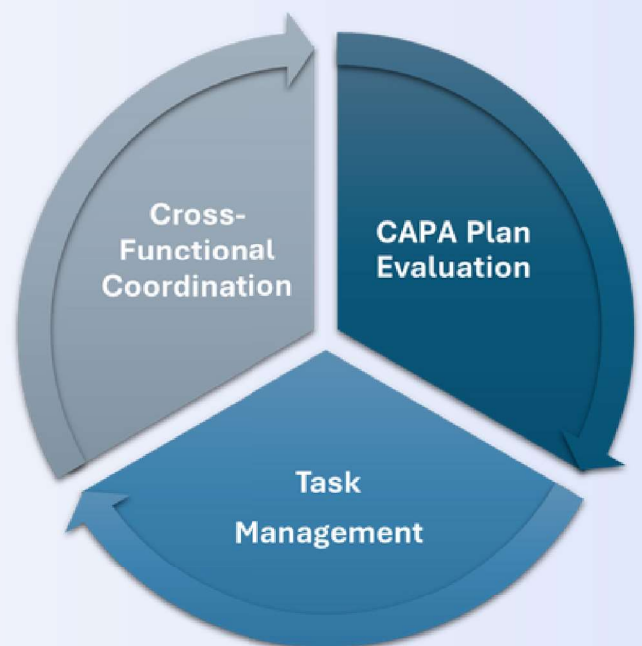 Cross-
Functional
Coordination
CAPA Plan
Evaluation
Task
Management